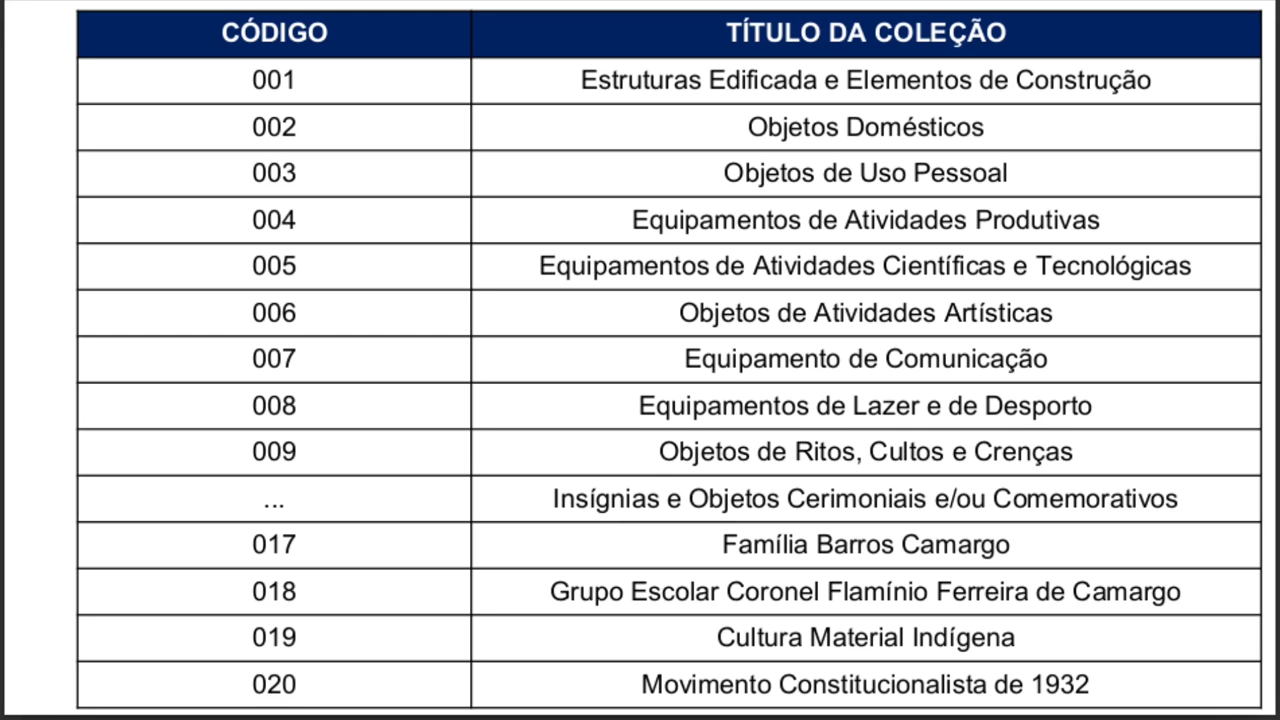 CÓDIGO TÍTULO DA COLEÇÃO
001 Estruturas Edificada e Elementos de Construção
002 Objetos Domésticos
003 Objetos de Uso Pessoal
004 Equipamentos de Atividades Produtivas
005 Equipamentos de Atividades Científicas e Tecnológicas
006 Objetos de Atividades Artísticas
007 Equipamento de Comunicação
008 Equipamentos de Lazer e de Desporto
009 Objetos de Ritos, Cultos e Crenças
... Insígnias e Objetos Cerimoniais e/ou Comemorativos
017 Família Barros Camargo
018 Grupo Escolar Coronel Flamínio Ferreira de Camargo
019 Cultura Material Indígena
020 Movimento Constitucionalista de 1932